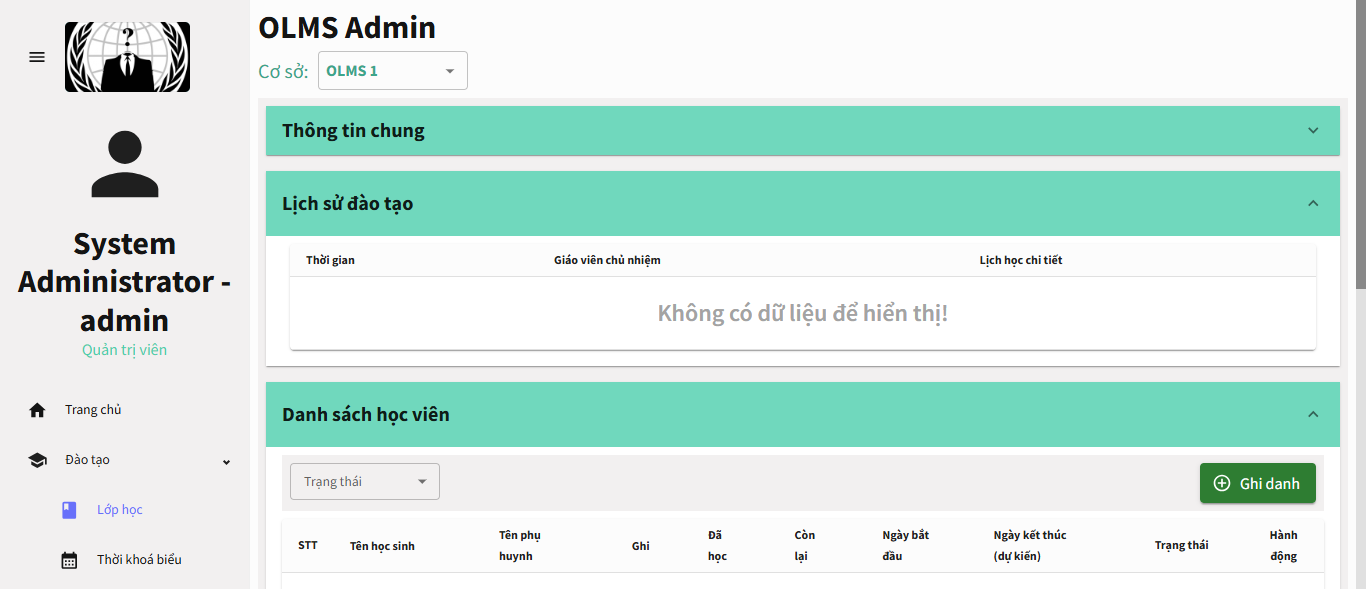 OLMS Admin
Cơ sở: OLMS 1
?
System
Administrator -
admin
Quản trị viên
Trang chủ
Đào tạo
Lớp học
Thời khoá biểu
Thông tin chung
Lịch sử đào tạo
Thời gian Giáo viên chủ nhiệm Lịch học chi tiết
Không có dữ liệu để hiển thị!
Danh sách học viên
Trạng thái Ghi danh
STT Tên học sinh Tên phụ huynh Ghi Đã học Còn lại Ngày bắt đầu Ngày kết thúc (dự kiến) Trạng thái Hành động